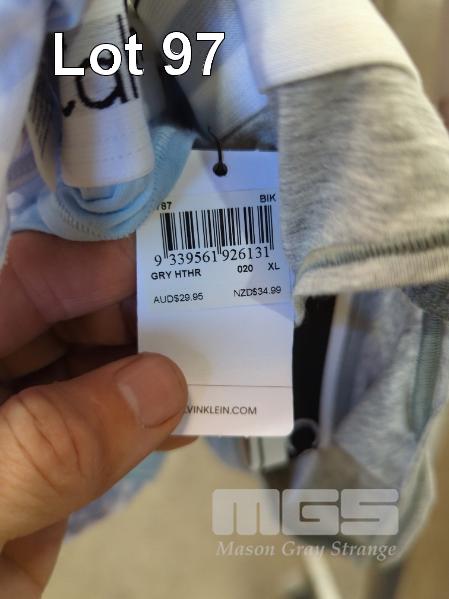 Lot 97
787 BIK
9 339561 926131
GRY HTHR 020 XL
AUD$29.95 NZD$34.99
VINKLEIN.COM
MGS
Mason Gray Strange